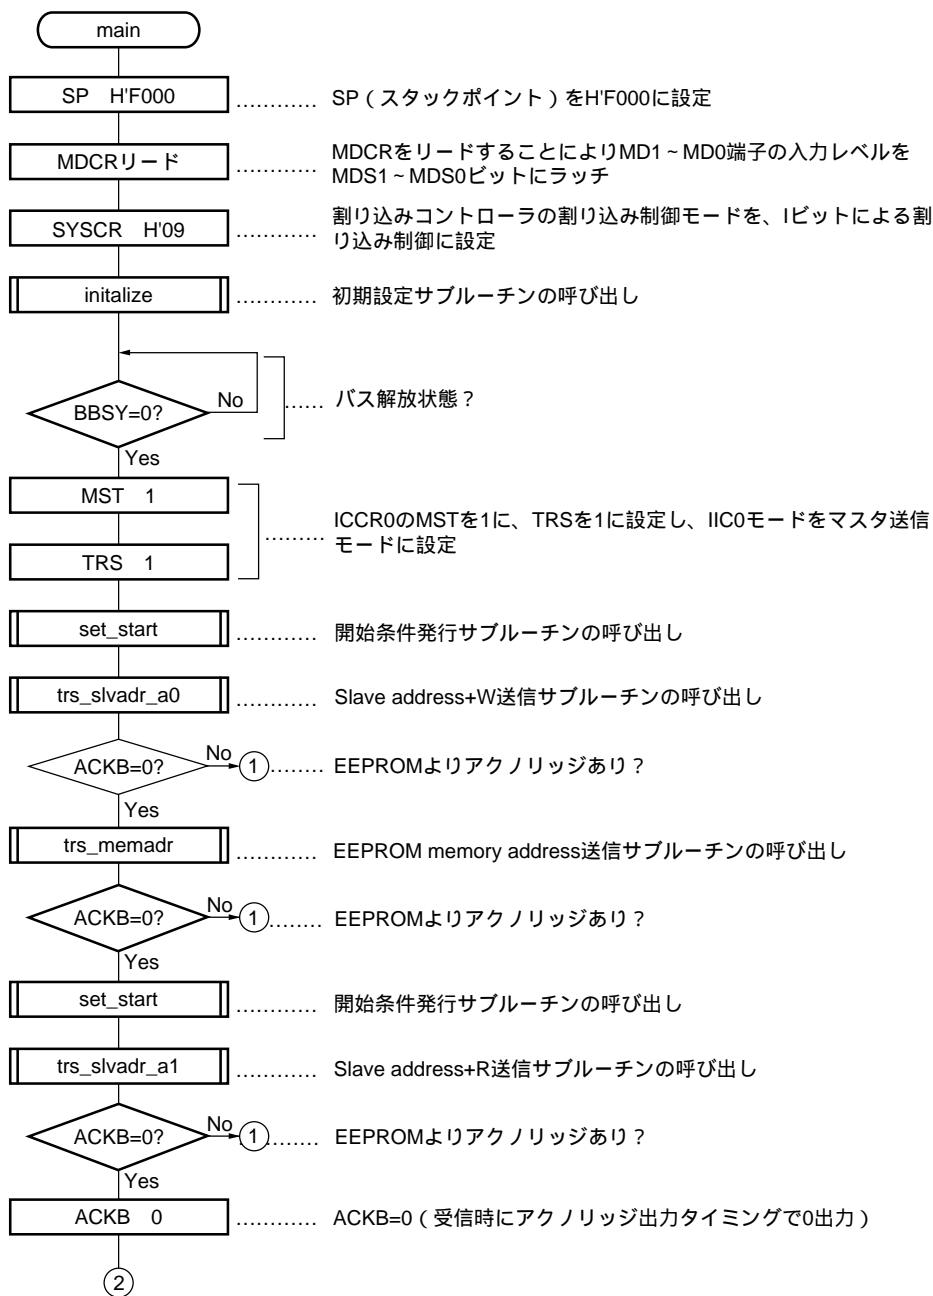 main
SP H'F000 ............ SP（スタックポイント）をH'F000に設定
MDCRリード ............ MDCRをリードすることによりMD1～MD0端子の入力レベルを
MDS1～MDS0ビットにラッチ
SYSCR H'09 ............ 割り込みコントローラの割り込み制御モードを、Iビットによる割
り込み制御に設定
initalize ............ 初期設定サブルーチンの呼び出し
BBSY=0? No ...... バス解放状態？
Yes
MST 1
TRS 1
......... ICCR0のMSTを1に、TRSを1に設定し、IIC0モードをマスタ送信
モードに設定
set_start ............ 開始条件発行サブルーチンの呼び出し
trs_slvadr_a0 ............ Slave address+W送信サブルーチンの呼び出し
ACKB=0? No 1 ........ EEPROMよりアクノリッジあり？
Yes
trs_memadr ............ EEPROM memory address送信サブルーチンの呼び出し
ACKB=0? No 1 ........ EEPROMよりアクノリッジあり？
Yes
set_start ............ 開始条件発行サブルーチンの呼び出し
trs_slvadr_a1 ............ Slave address+R送信サブルーチンの呼び出し
ACKB=0? No 1 ........ EEPROMよりアクノリッジあり？
Yes
ACKB 0 ............ ACKB=0（受信時にアクノリッジ出力タイミングで0出力）
2